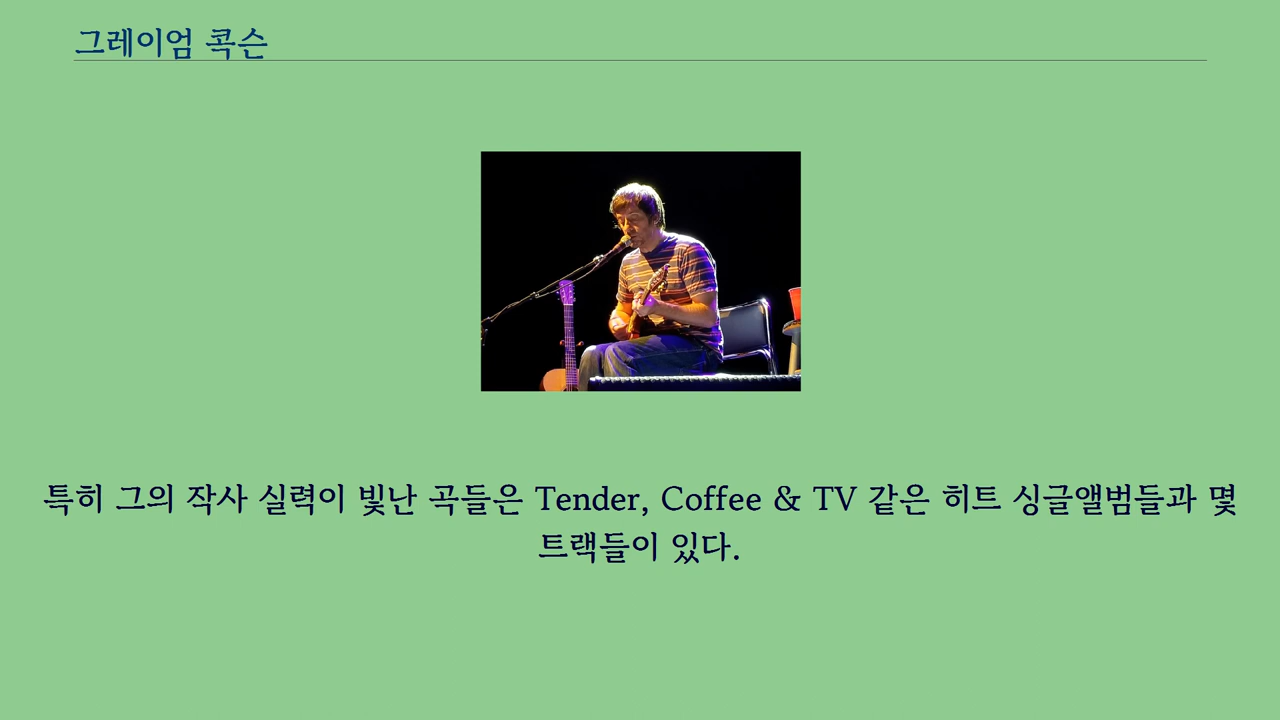 그레이엄 콕슨
특히 그의 작사 실력이 빛난 곡들은 Tender, Coffee & TV 같은 히트 싱글앨범들과 몇
트랙들이 있다.